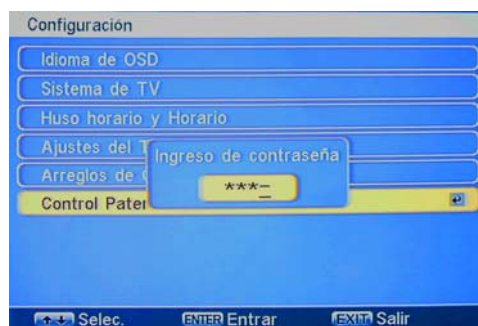 Configuración
Idioma de OSD
Sistema de TV
Huso horario y Horario
Ajustes del T
Ingreso de contraseña
Arreglos de
***_
Control Pater
Selec.
ENTER Entrar
EXIT Salir